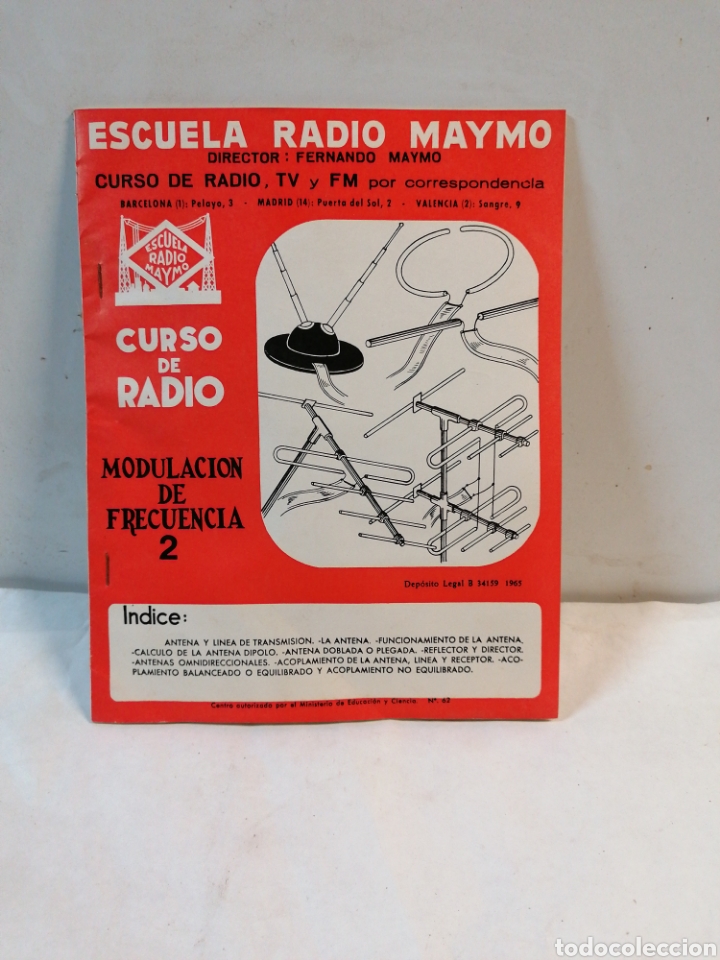 ESCUELA RADIO MAYMO
DIRECTOR: FERNANDO MAYMO
CURSO DE RADIO, TV y FM por correspondencia
BARCELONA (1): Pelayo, 3 - MADRID (14): Puerta del Sol, 2 - VALENCIA (2): Sangre, 9
ESCUELA
RADIO
MAYMO
CURSO
DE
RADIO
MODULACION
DE
FRECUENCIA
2
Depósito Legal B 34159 1965
Indice:
ANTENA Y LINEA DE TRANSMISION. -LA ANTENA. -FUNCIONAMIENTO DE LA ANTENA.
-CALCULO DE LA ANTENA DIPOLO. -ANTENA DOBLADA O PLEGADA. -REFLECTOR Y DIRECTOR.
-ANTENAS OMNIDIRECCIONALES. -ACOPLAMIENTO DE LA ANTENA, LINEA Y RECEPTOR. -ACO-
PLAMIENTO BALANCEADO O EQUILIBRADO Y ACOPLAMIENTO NO EQUILIBRADO.
Centro autorizado por el Ministerio de Educación y Ciencia. Nº. 62
todocoleccion